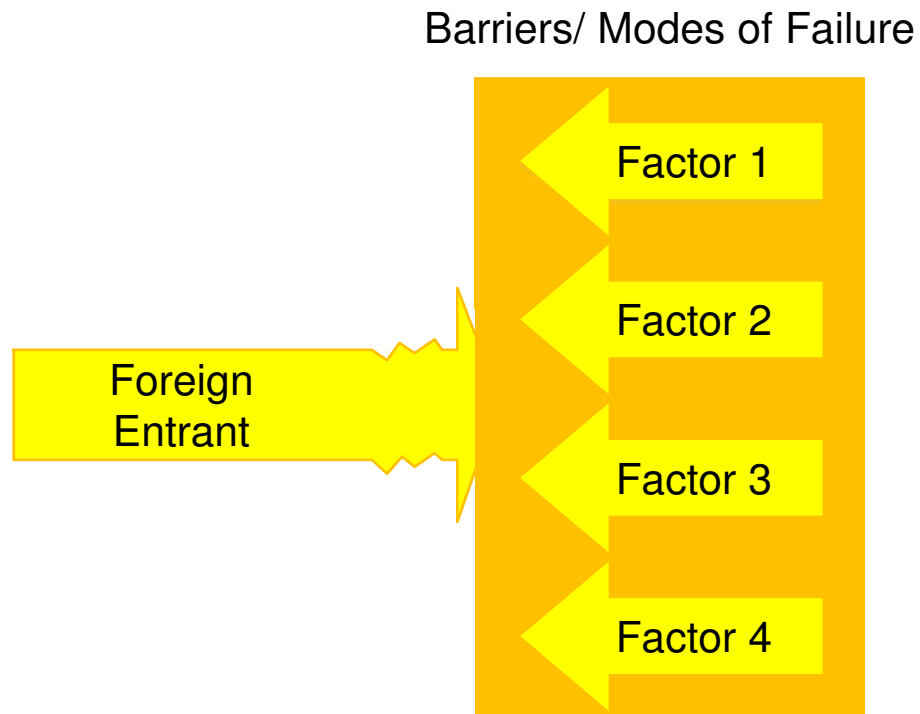 Barriers/ Modes of Failure
Factor 1
Factor 2
Foreign
Entrant
Factor 3
Factor 4